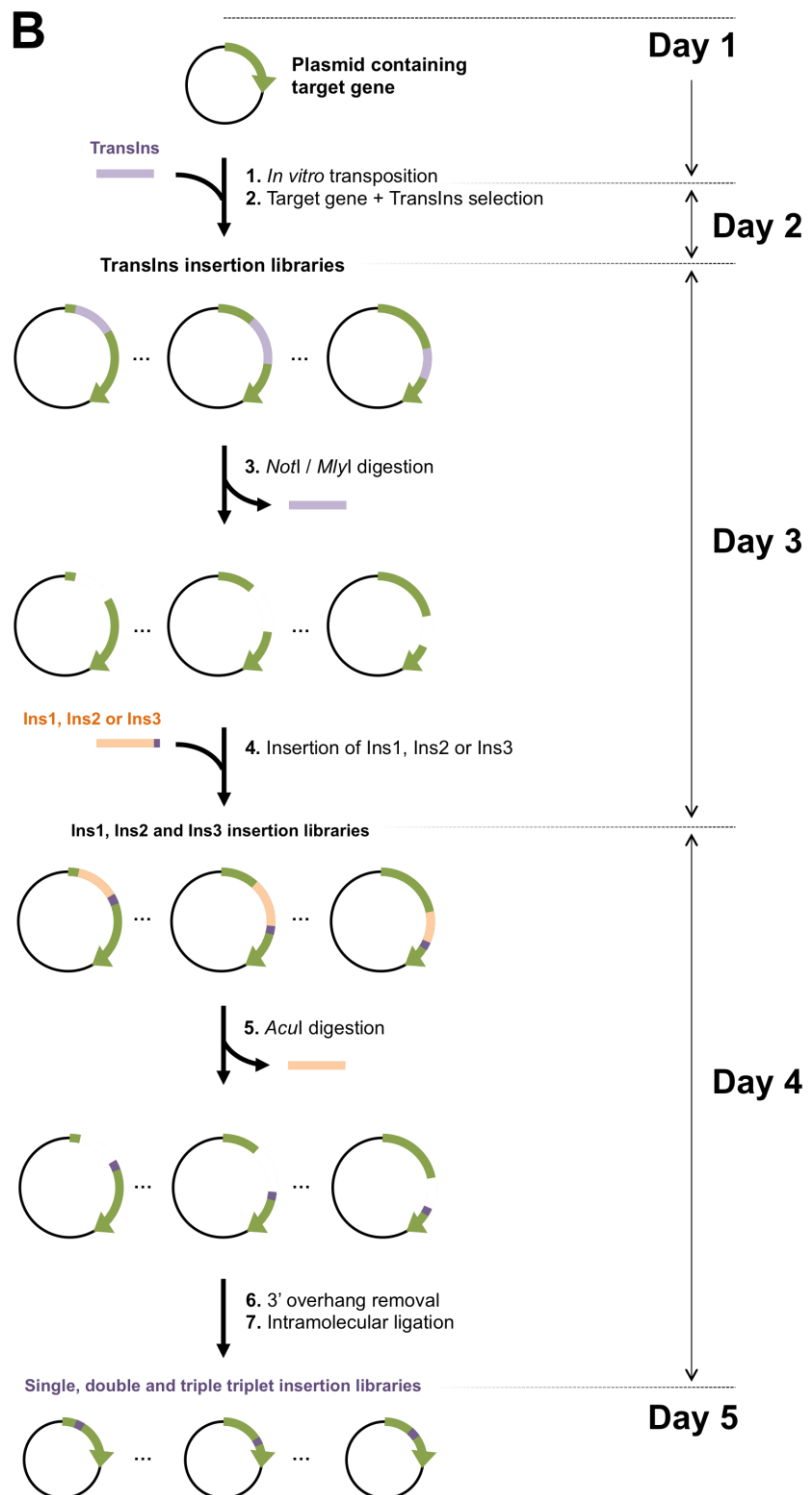 B
Day 1
Plasmid containing
target gene
TransIns
1. In vitro transposition
2. Target gene + TransIns selection
Day 2
TransIns insertion libraries
... ...
3. NotI / MlyI digestion
Day 3
... ...
Ins1, Ins2 or Ins3
4. Insertion of Ins1, Ins2 or Ins3
Ins1, Ins2 and Ins3 insertion libraries
... ...
5. AcuI digestion
Day 4
... ...
6. 3’ overhang removal
7. Intramolecular ligation
Single, double and triple triplet insertion libraries
Day 5
... ...